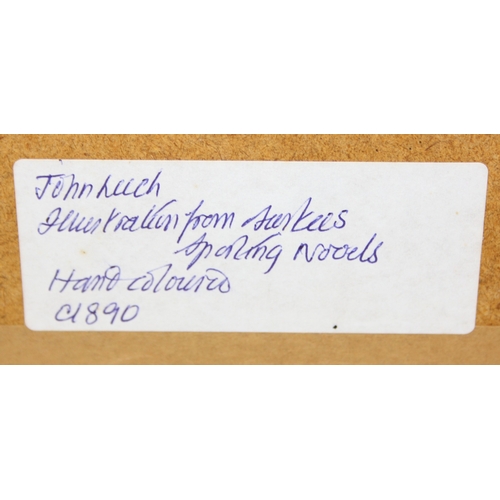 John Leech
Illustration from Surtees
Sporting Novels
Hand coloured
C1890